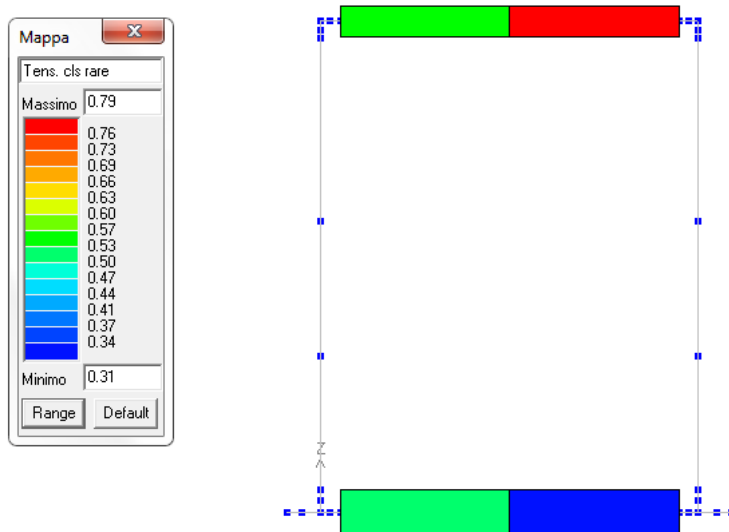 Mappa
Tens. cls rare
Massimo 0.79
0.76
0.73
0.69
0.66
0.63
0.60
0.57
0.53
0.50
0.47
0.44
0.41
0.37
0.34
Minimo 0.31
Range Default
Z